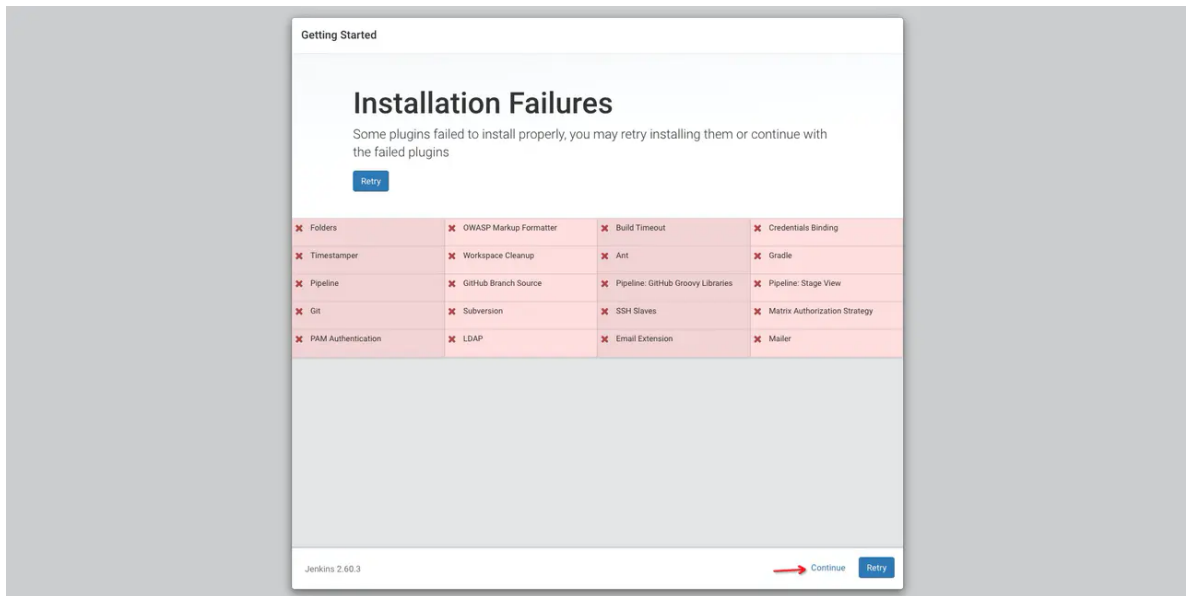 Getting Started
Installation Failures
Some plugins failed to install properly, you may retry installing them or continue with
the failed plugins
Retry
Folders
OWASP Markup Formatter
Build Timeout
Credentials Binding
Timestamper
Workspace Cleanup
Ant
Gradle
Pipeline
GitHub Branch Source
Pipeline: GitHub Groovy Libraries
Pipeline: Stage View
Git
Subversion
SSH Slaves
Matrix Authorization Strategy
PAM Authentication
LDAP
Email Extension
Mailer
Jenkins 2.60.3
Continue
Retry